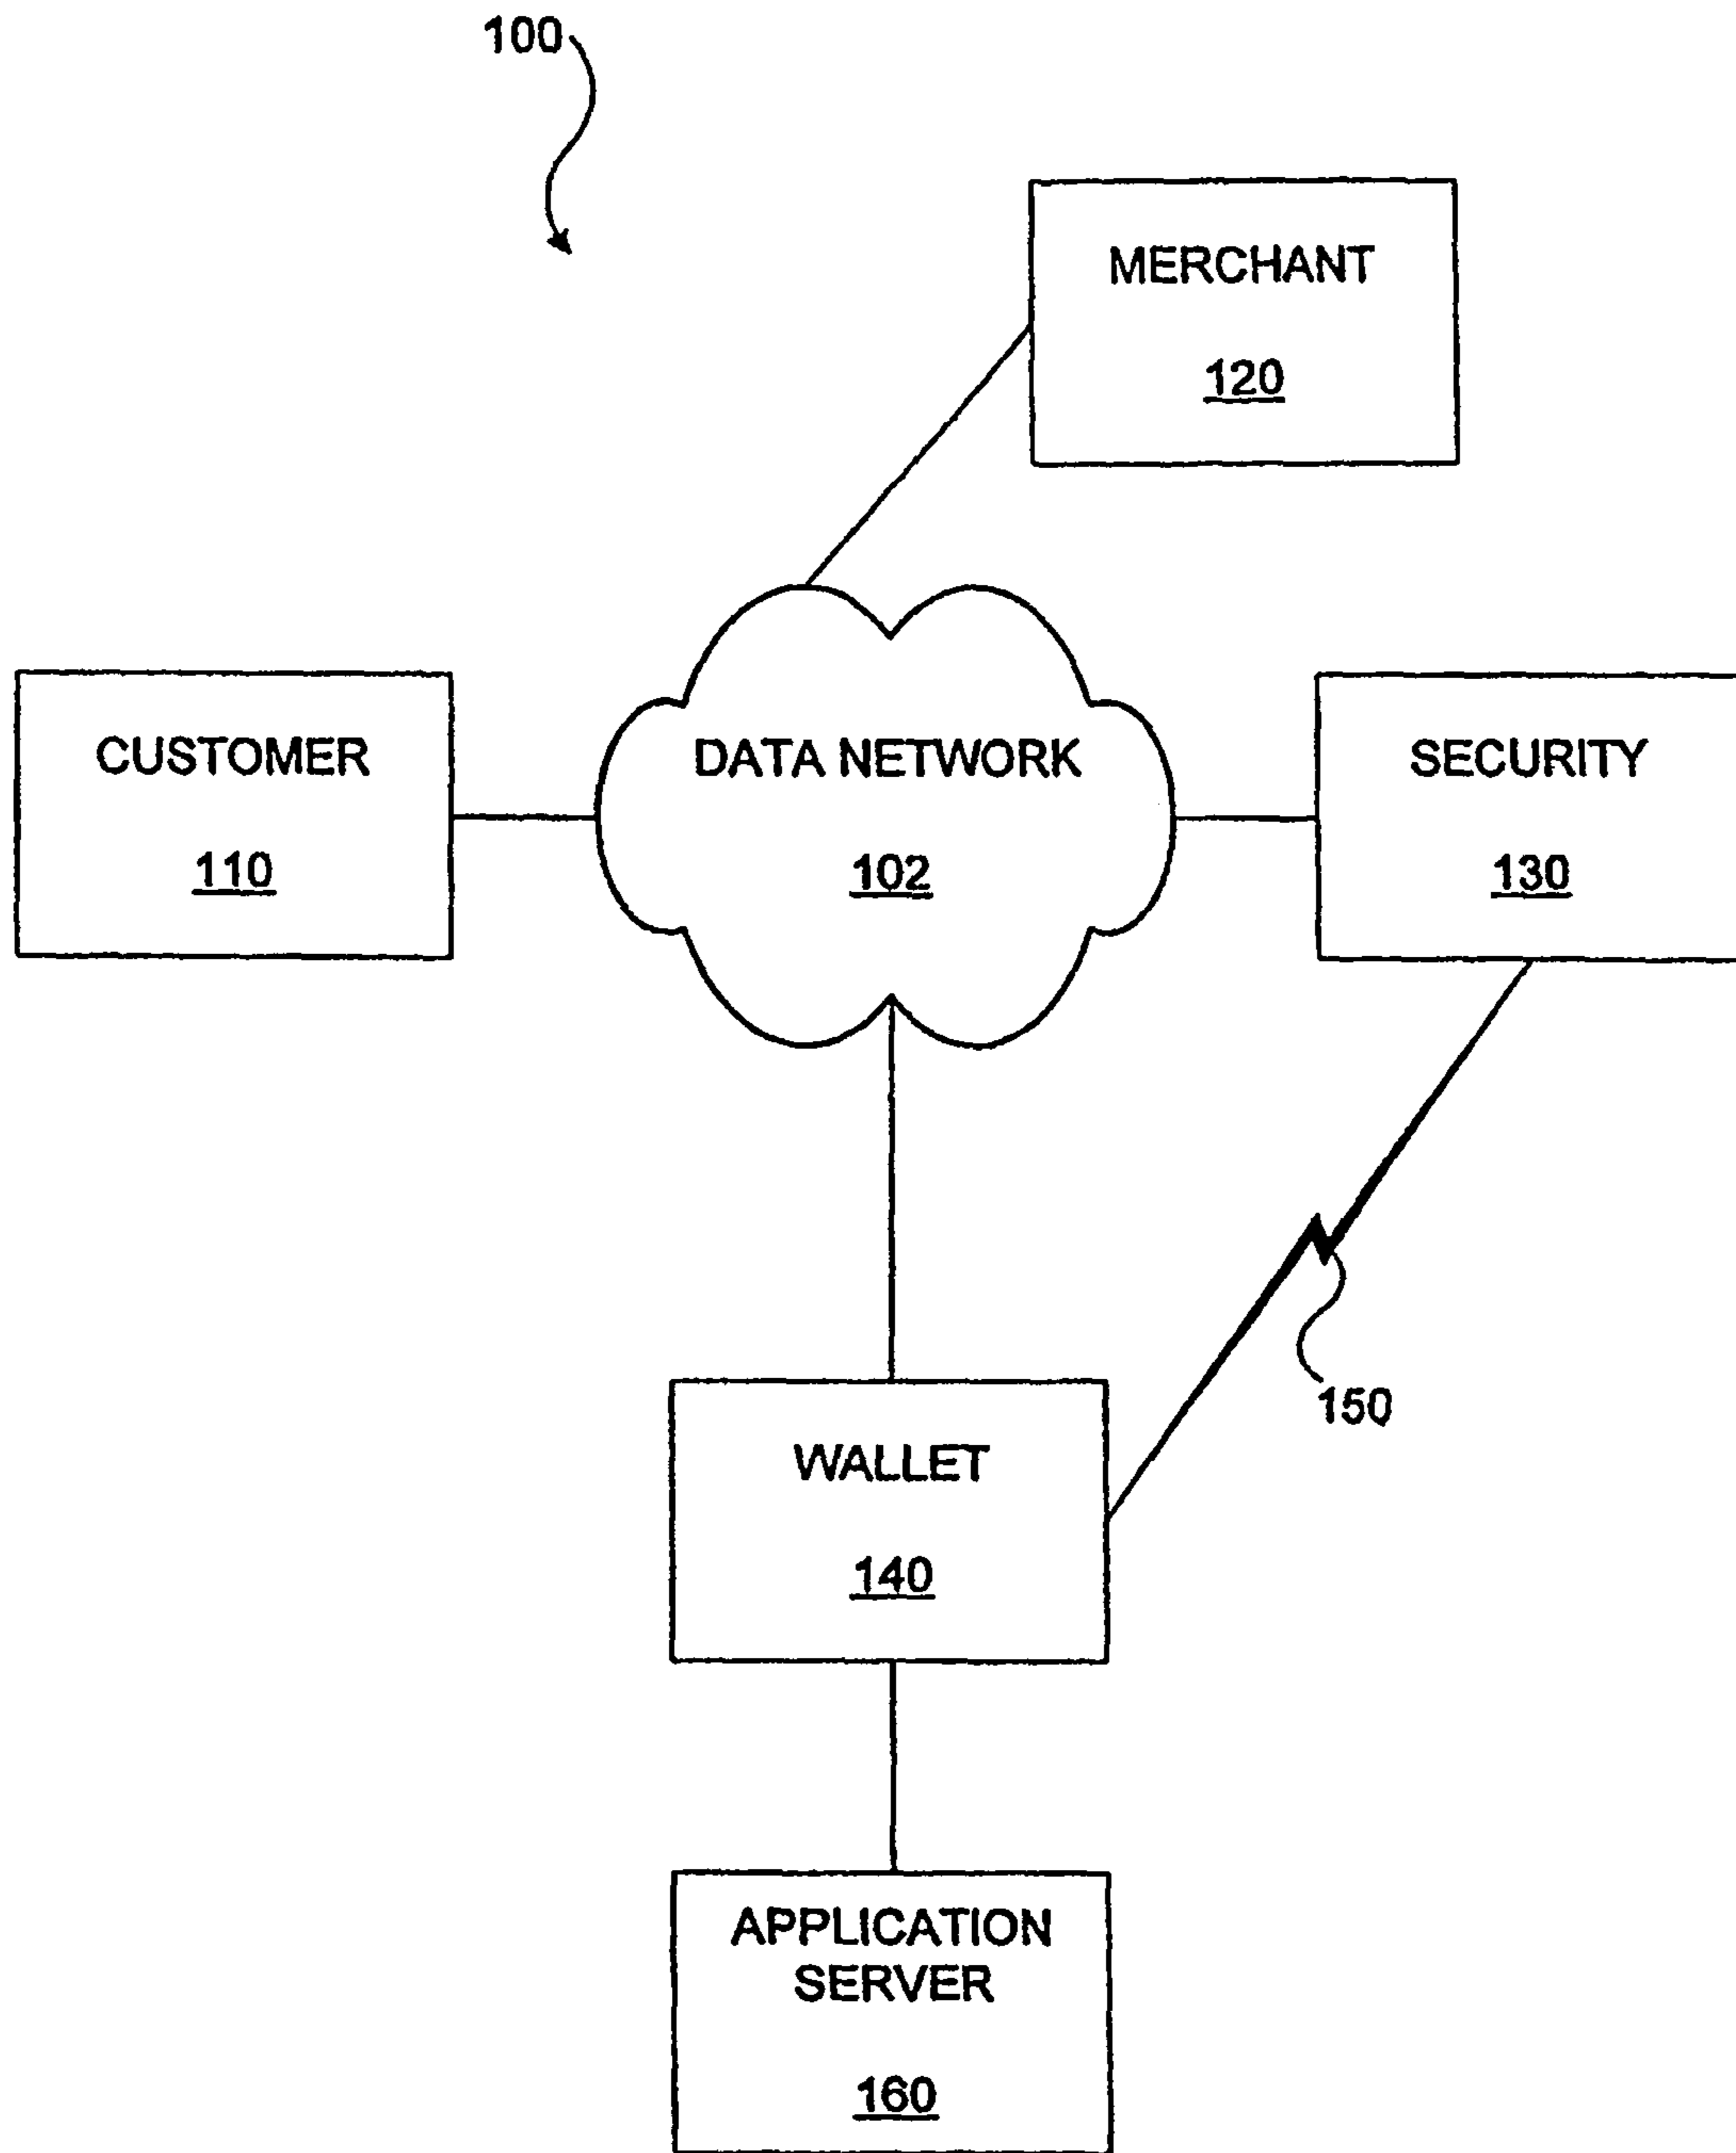 100
MERCHANT
120
CUSTOMER
110
DATA NETWORK
102
SECURITY
130
150
WALLET
140
APPLICATION
SERVER
160